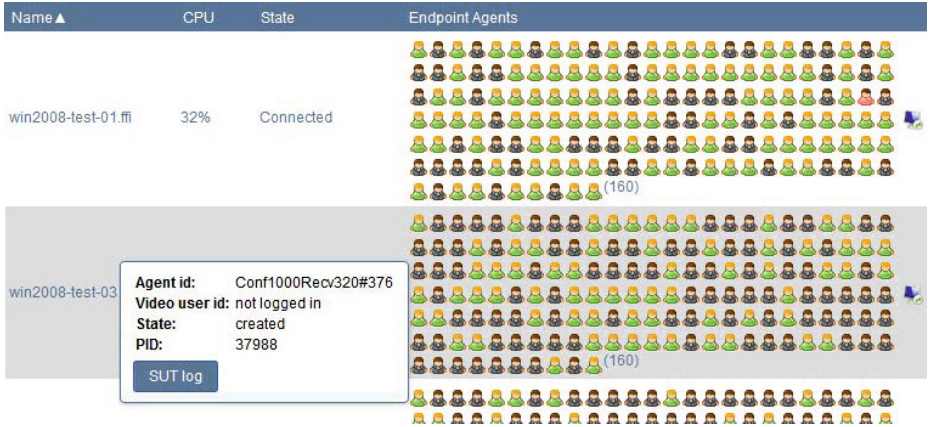 Name▲ CPU State Endpoint Agents
win2008-test-01.ffi 32% Connected
(160)
win2008-test-03
Agent id: Conf1000Recv320#376
Video user id: not logged in
State: created
PID: 37988
SUT log
(160)